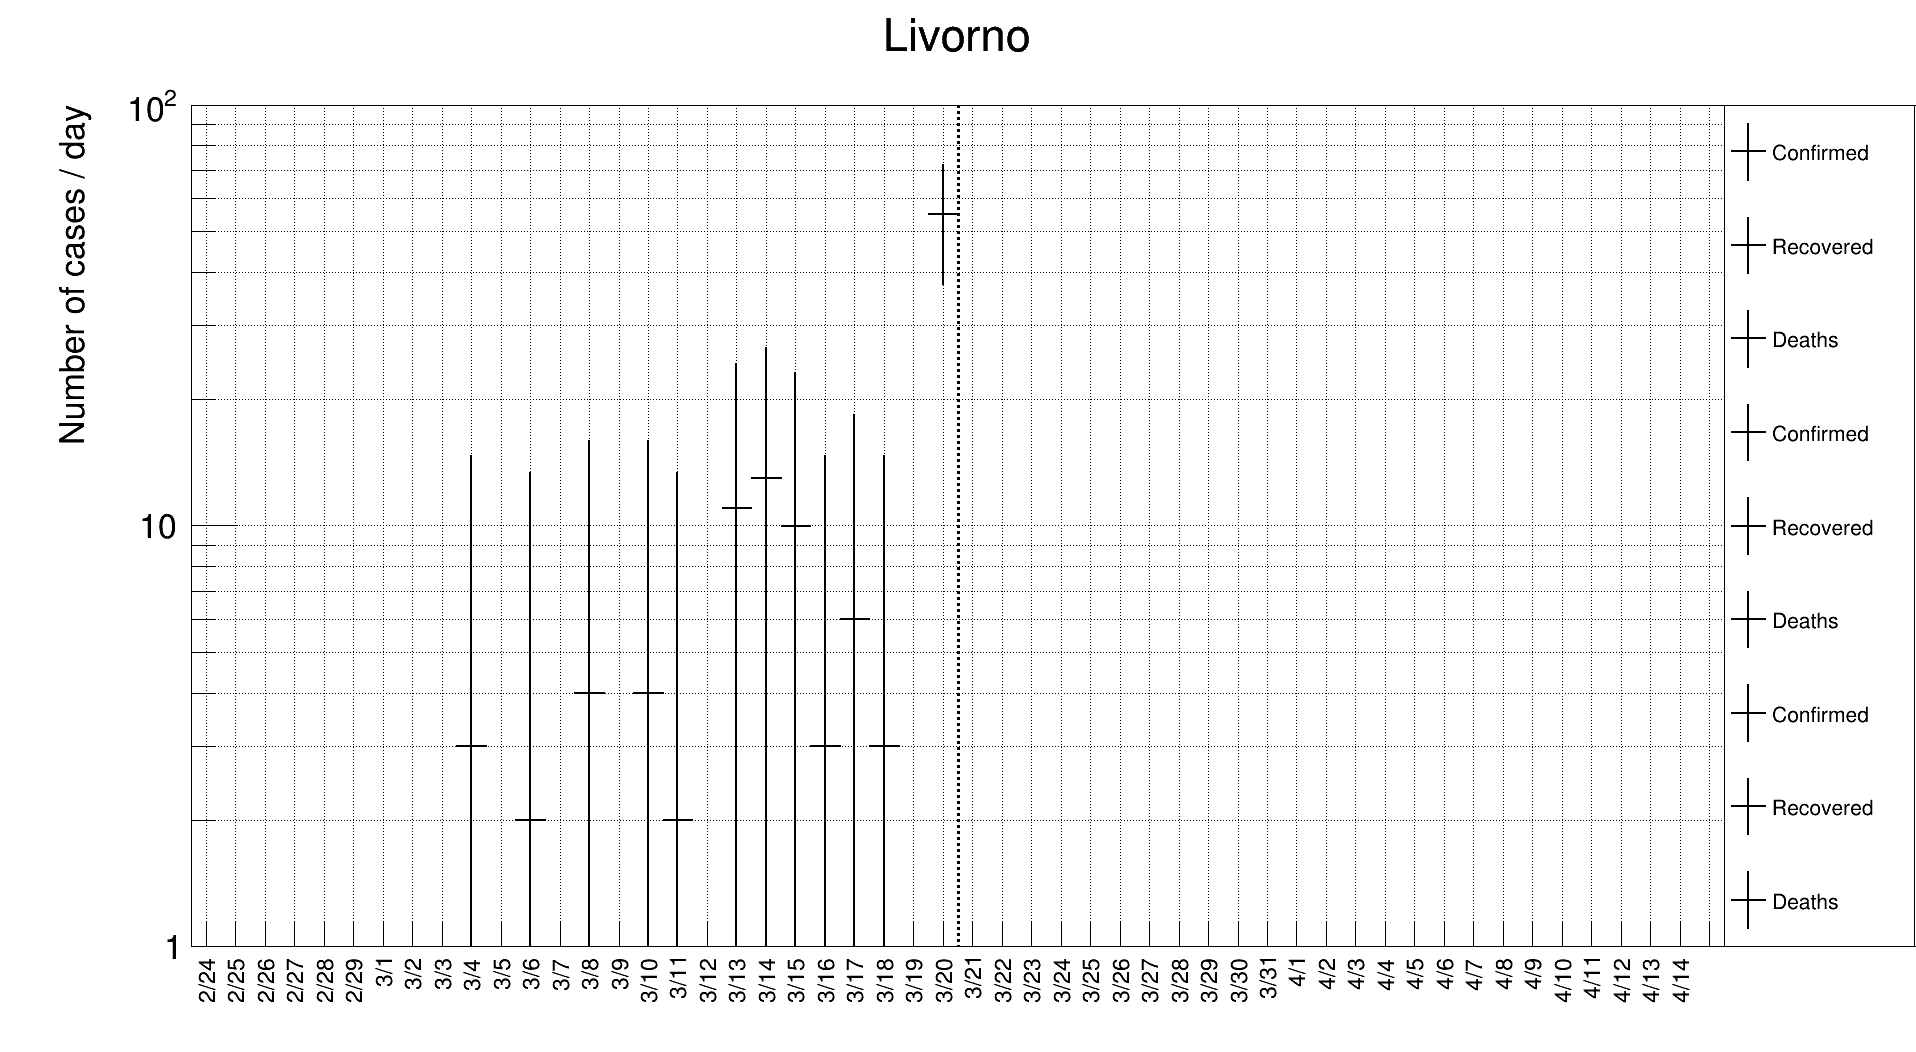 Livorno
Number of cases / day
10²
10
1
2/24 2/25 2/26 2/27 2/28 2/29 3/1 3/2 3/3 3/4 3/5 3/6 3/7 3/8 3/9 3/10 3/11 3/12 3/13 3/14 3/15 3/16 3/17 3/18 3/19 3/20 3/21 3/22 3/23 3/24 3/25 3/26 3/27 3/28 3/29 3/30 3/31 4/1 4/2 4/3 4/4 4/5 4/6 4/7 4/8 4/9 4/10 4/11 4/12 4/13 4/14
Confirmed
Recovered
Deaths
Confirmed
Recovered
Deaths
Confirmed
Recovered
Deaths